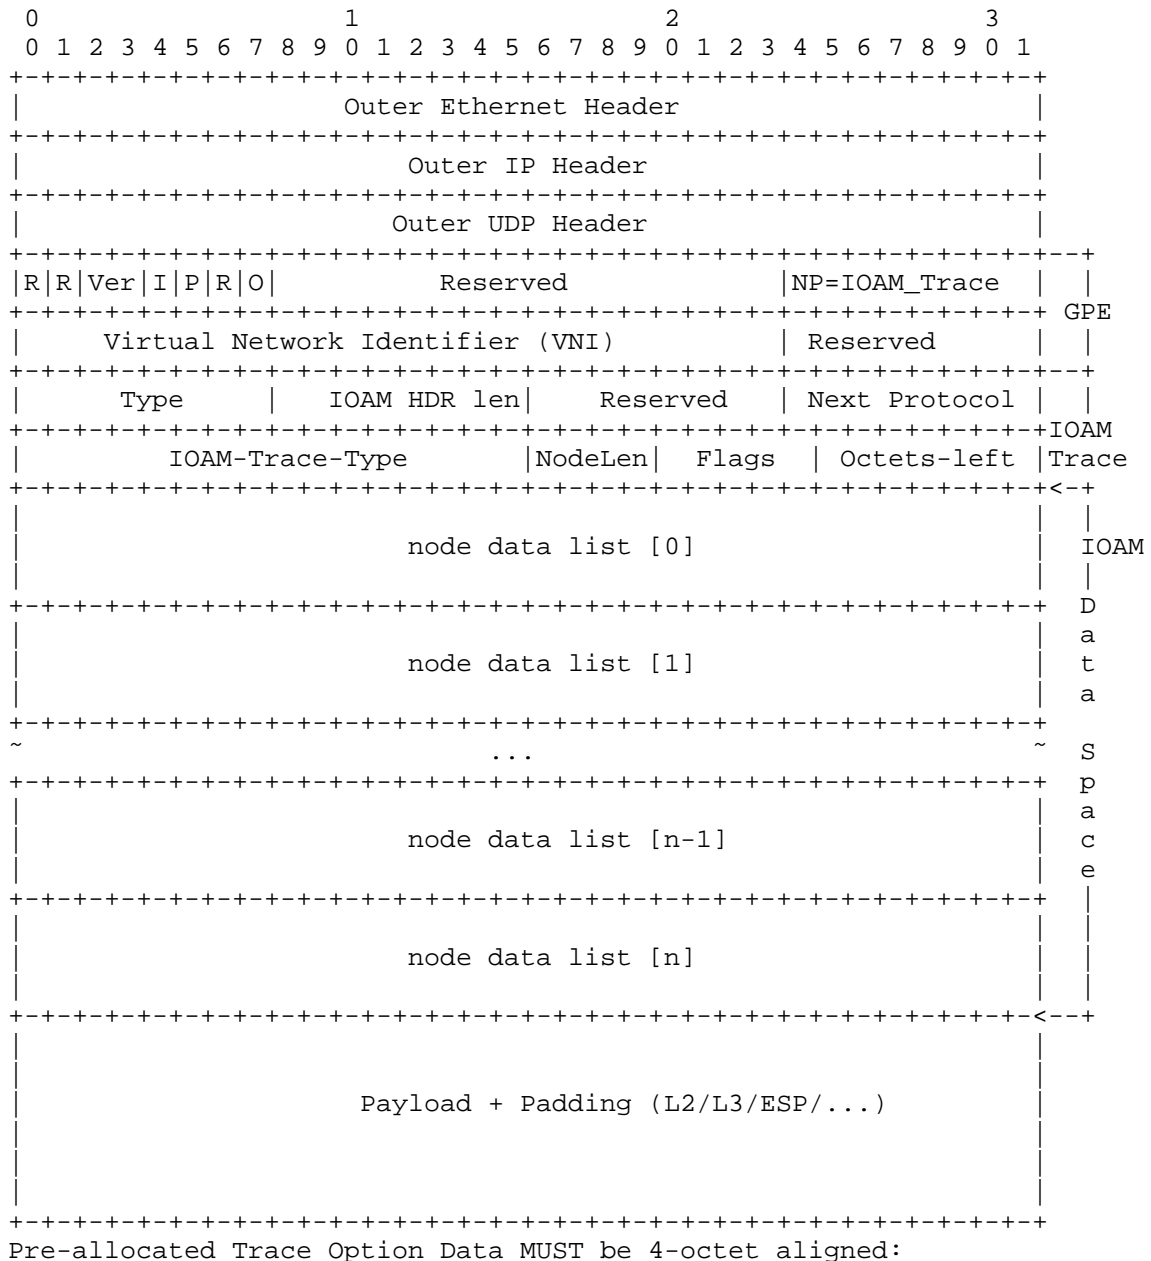 0                   1                   2                   3
 0 1 2 3 4 5 6 7 8 9 0 1 2 3 4 5 6 7 8 9 0 1 2 3 4 5 6 7 8 9 0 1
+-+-+-+-+-+-+-+-+-+-+-+-+-+-+-+-+-+-+-+-+-+-+-+-+-+-+-+-+-+-+-+-+
|                    Outer Ethernet Header                      |
+-+-+-+-+-+-+-+-+-+-+-+-+-+-+-+-+-+-+-+-+-+-+-+-+-+-+-+-+-+-+-+-+
|                        Outer IP Header                        |
+-+-+-+-+-+-+-+-+-+-+-+-+-+-+-+-+-+-+-+-+-+-+-+-+-+-+-+-+-+-+-+-+
|                       Outer UDP Header                        |
+-+-+-+-+-+-+-+-+-+-+-+-+-+-+-+-+-+-+-+-+-+-+-+-+-+-+-+-+-+-+-+-+--+
|R|R|Ver|I|P|R|O|          Reserved             |NP=IOAM_Trace  |  |
+-+-+-+-+-+-+-+-+-+-+-+-+-+-+-+-+-+-+-+-+-+-+-+-+-+-+-+-+-+-+-+-+ GPE
|     Virtual Network Identifier (VNI)          | Reserved      |  |
+-+-+-+-+-+-+-+-+-+-+-+-+-+-+-+-+-+-+-+-+-+-+-+-+-+-+-+-+-+-+-+-+--+
|      Type     |   IOAM HDR len|    Reserved   | Next Protocol |  |
+-+-+-+-+-+-+-+-+-+-+-+-+-+-+-+-+-+-+-+-+-+-+-+-+-+-+-+-+-+-+-+-+IOAM
|         IOAM-Trace-Type       |NodeLen|  Flags  | Octets-left |Trace
+-+-+-+-+-+-+-+-+-+-+-+-+-+-+-+-+-+-+-+-+-+-+-+-+-+-+-+-+-+-+-+-+<-+
|                                                               |  |
|                        node data list [0]                     |  IOAM
|                                                               |  |
+-+-+-+-+-+-+-+-+-+-+-+-+-+-+-+-+-+-+-+-+-+-+-+-+-+-+-+-+-+-+-+-+  D
|                                                               |  a
|                        node data list [1]                     |  t
|                                                               |  a
+-+-+-+-+-+-+-+-+-+-+-+-+-+-+-+-+-+-+-+-+-+-+-+-+-+-+-+-+-+-+-+-+
~                             ...                               ~  S
+-+-+-+-+-+-+-+-+-+-+-+-+-+-+-+-+-+-+-+-+-+-+-+-+-+-+-+-+-+-+-+-+  p
|                                                               |  a
|                        node data list [n-1]                   |  c
|                                                               |  e
+-+-+-+-+-+-+-+-+-+-+-+-+-+-+-+-+-+-+-+-+-+-+-+-+-+-+-+-+-+-+-+-+  |
|                                                               |  |
|                        node data list [n]                     |  |
|                                                               |  |
+-+-+-+-+-+-+-+-+-+-+-+-+-+-+-+-+-+-+-+-+-+-+-+-+-+-+-+-+-+-+-+-<--+
|                                                               |
|                                                               |
|                     Payload + Padding (L2/L3/ESP/...)         |
|                                                               |
|                                                               |
|                                                               |
+-+-+-+-+-+-+-+-+-+-+-+-+-+-+-+-+-+-+-+-+-+-+-+-+-+-+-+-+-+-+-+-+
Pre-allocated Trace Option Data MUST be 4-octet aligned: